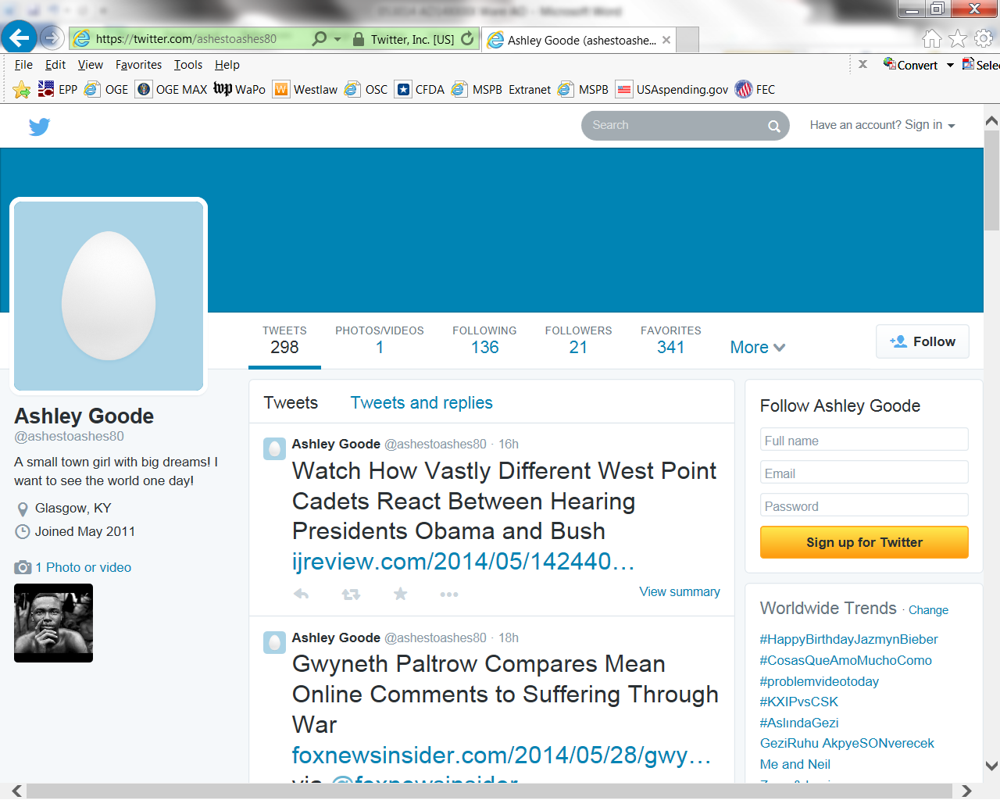 https://twitter.com/ashestoashes80
Twitter, Inc. [US]
Ashley Goode (ashestoashe...
File Edit View Favorites Tools Help
Convert
EPP OGE OGE MAX WaPo Westlaw OSC CFDA MSPB Extranet MSPB USAspending.gov FEC
Search
Have an account? Sign in
TWEETS PHOTOS/VIDEOS FOLLOWING FOLLOWERS FAVORITES
298 1 136 21 341 More
Follow
Ashley Goode
@ashestoashes80
A small town girl with big dreams! I
want to see the world one day!
Glasgow, KY
Joined May 2011
1 Photo or video
Tweets Tweets and replies
Ashley Goode @ashestoashes80 · 16h
Watch How Vastly Different West Point
Cadets React Between Hearing
Presidents Obama and Bush
ijreview.com/2014/05/142440…
View summary
Ashley Goode @ashestoashes80 · 18h
Gwyneth Paltrow Compares Mean
Online Comments to Suffering Through
War
foxnewsinsider.com/2014/05/28/gwy…
via @foxnewsinsider
Follow Ashley Goode
Full name
Email
Password
Sign up for Twitter
Worldwide Trends · Change
#HappyBirthdayJazmynBieber
#CosasQueAmoMuchoComo
#problemvideotoday
#KXIPvsCSK
#AslındaGezi
GeziRuhu AkpyeSONverecek
Me and Neil